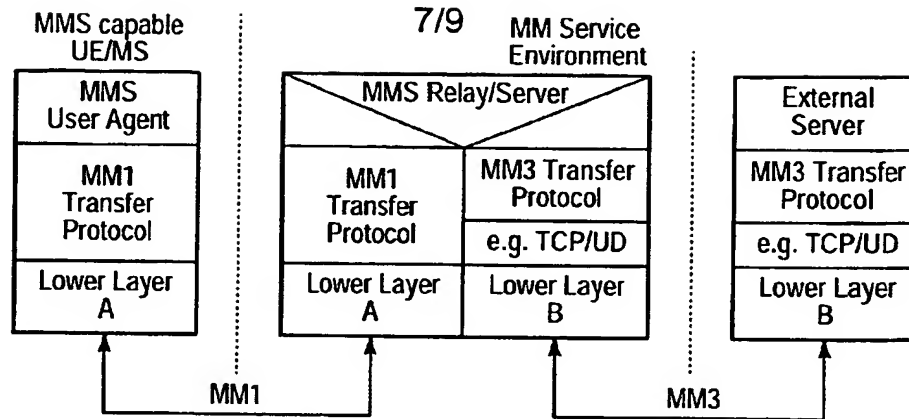 7/9
MMS capable
UE/MS
MM Service
Environment
MMS
User Agent
MM1
Transfer
Protocol
Lower Layer
A
MMS Relay/Server
MM1
Transfer
Protocol
Lower Layer
A
MM3 Transfer
Protocol
e.g. TCP/UD
Lower Layer
B
External
Server
MM3 Transfer
Protocol
e.g. TCP/UD
Lower Layer
B
MM1
MM3